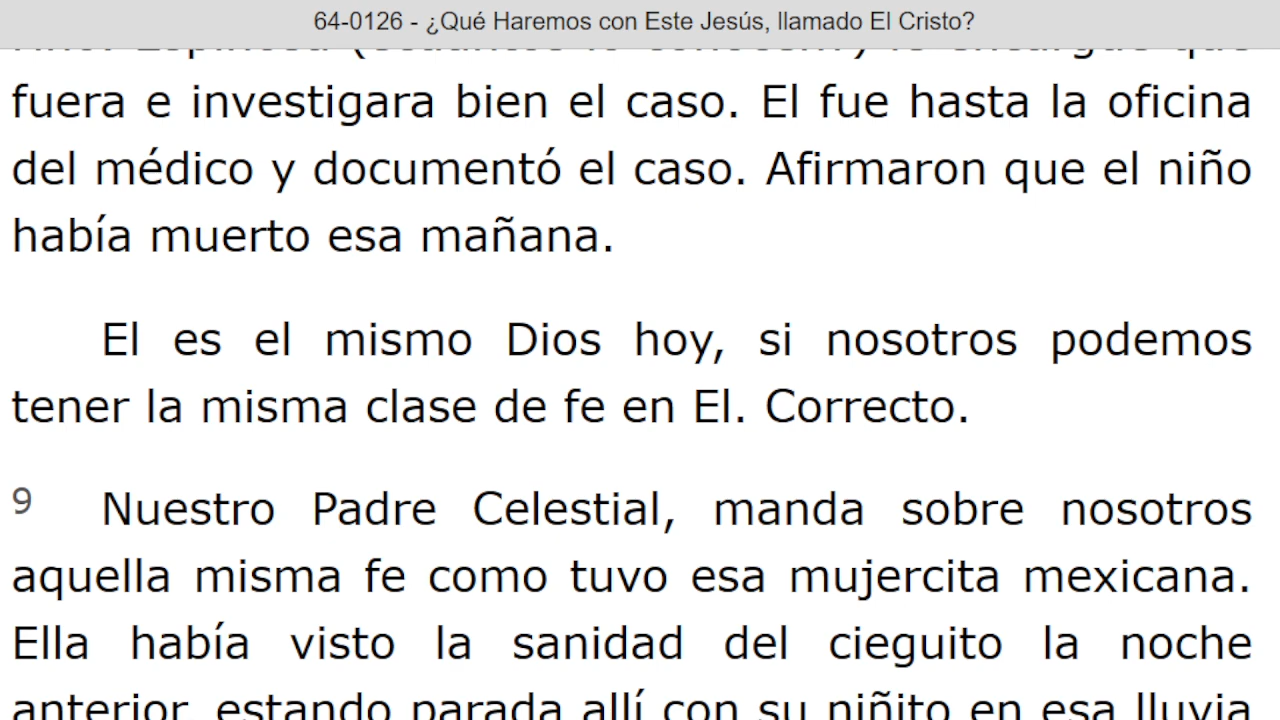 64-0126 - ¿Qué Haremos con Este Jesús, llamado El Cristo?
fuera e investigara bien el caso. El fue hasta la oficina
del médico y documentó el caso. Afirmaron que el niño
había muerto esa mañana.
El es el mismo Dios hoy, si nosotros podemos
tener la misma clase de fe en El. Correcto.
9 Nuestro Padre Celestial, manda sobre nosotros
aquella misma fe como tuvo esa mujercita mexicana.
Ella había visto la sanidad del cieguito la noche
anterior, estando parada allí con su niñito en esa lluvia